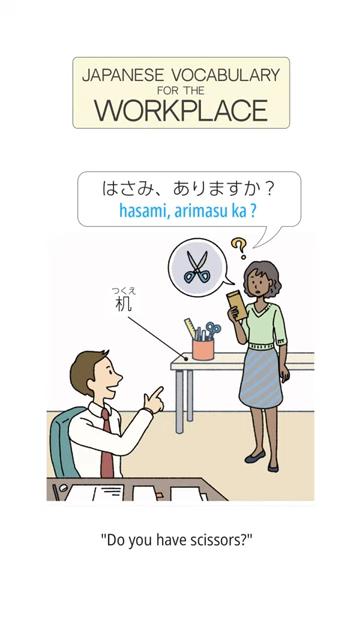 JAPANESE VOCABULARY
FOR THE
WORKPLACE
はさみ、ありますか？
hasami, arimasu ka ?
つくえ
机
"Do you have scissors?"